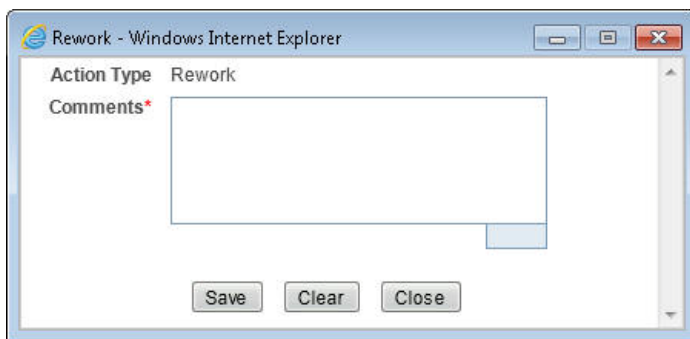 Rework - Windows Internet Explorer
Action Type Rework
Comments*
Save Clear Close